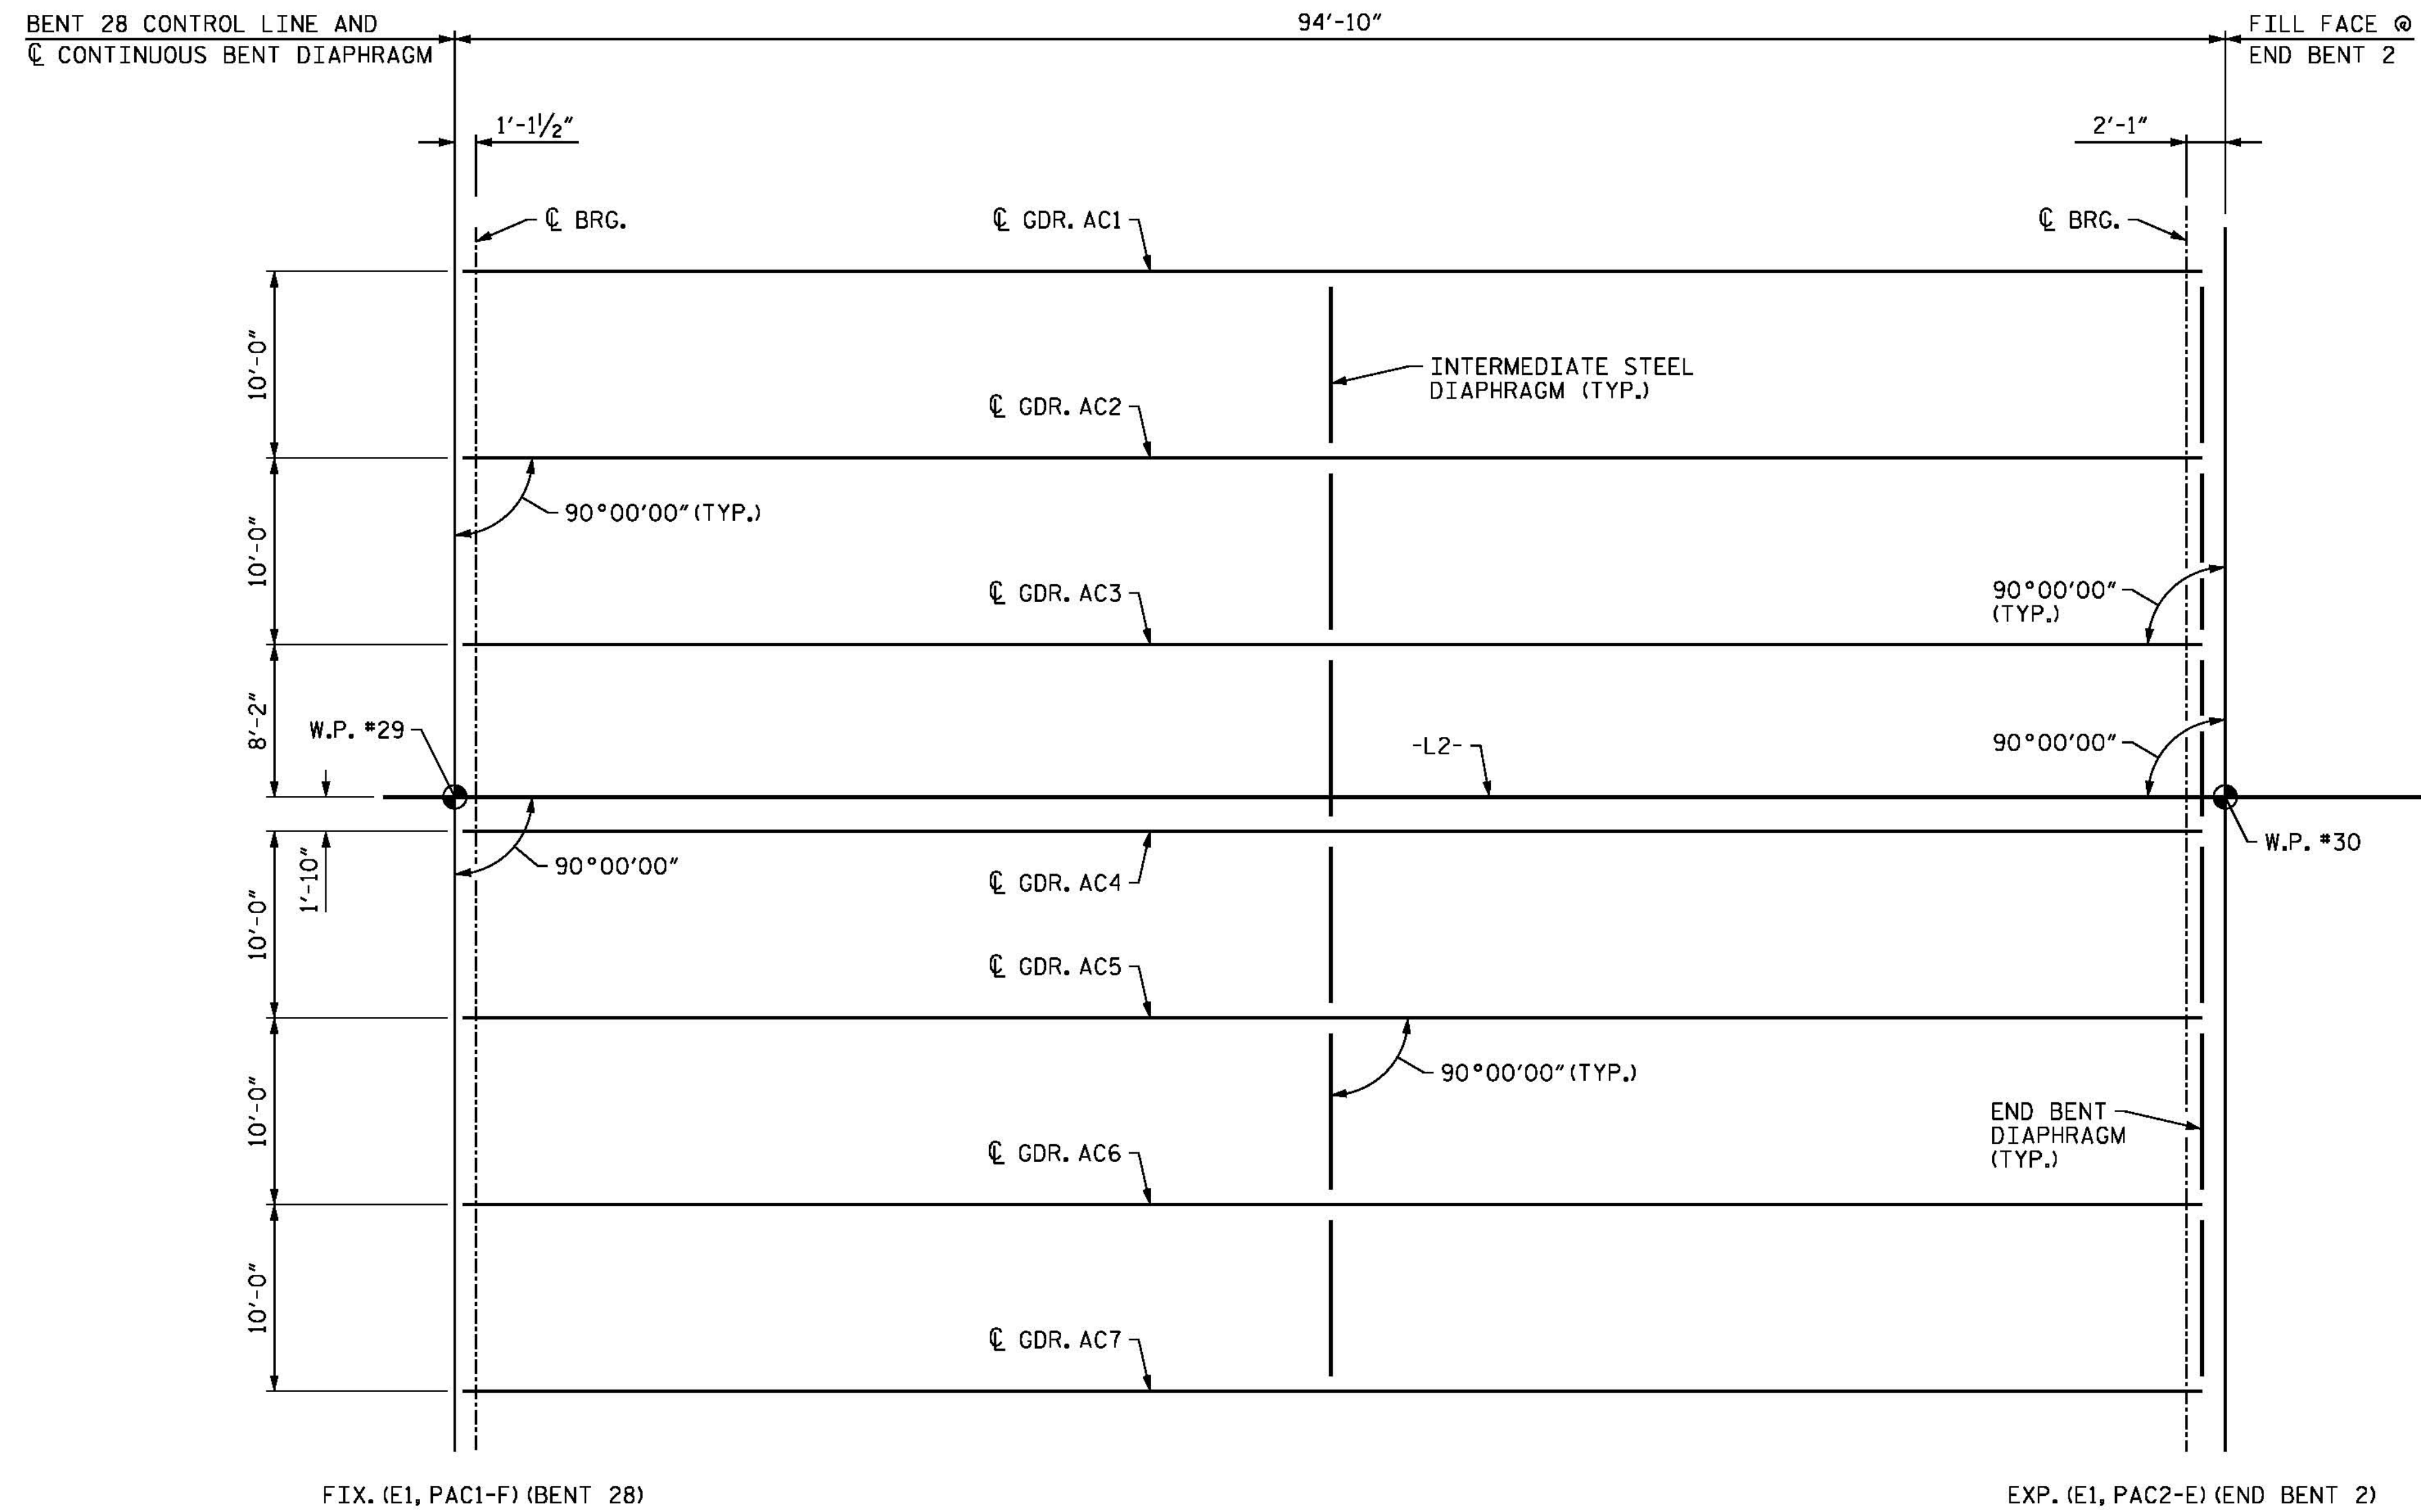 BENT 28 CONTROL LINE AND
℄ CONTINUOUS BENT DIAPHRAGM
94'-10"
FILL FACE @
END BENT 2
1'-1 1/2"
2'-1"
℄ BRG.
℄ GDR. AC1
℄ BRG.
10'-0"
INTERMEDIATE STEEL
DIAPHRAGM (TYP.)
℄ GDR. AC2
10'-0"
90°00'00" (TYP.)
℄ GDR. AC3
90°00'00"
(TYP.)
8'-2"
W.P. #29
-L2-
90°00'00"
1'-10"
90°00'00"
W.P. #30
℄ GDR. AC4
10'-0"
℄ GDR. AC5
10'-0"
90°00'00" (TYP.)
END BENT
DIAPHRAGM
(TYP.)
℄ GDR. AC6
10'-0"
℄ GDR. AC7
FIX. (E1, PAC1-F) (BENT 28)
EXP. (E1, PAC2-E) (END BENT 2)